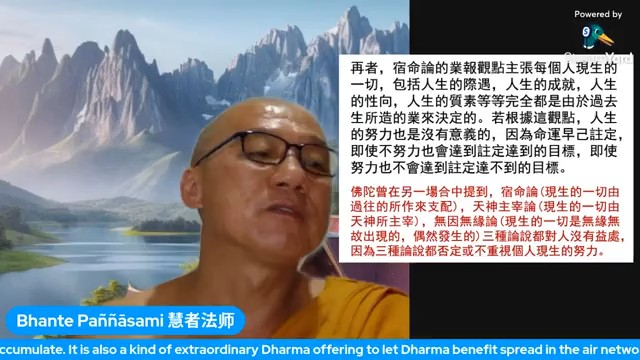 Powered by
再者，宿命論的業報觀點主張每個人現生的
一切，包括人生的際遇，人生的成就，人生
的性向，人生的質素等等完全都是由於過去
生所造的業來決定的。若根據這觀點，人生
的努力也是沒有意義的，因為命運早己註定，
即使不努力也會達到註定達到的目標，即使
努力也不會達到註定達不到的目標。
佛陀曾在另一場合中提到，宿命論(現生的一切由
過往的所作來支配)，天神主宰論(現生的一切由
天神所主宰)，無因無緣論(現生的一切是無緣無
故出現的，偶然發生的)三種論說都對人沒有益處，
因為三種論說都否定或不重視個人現生的努力。
Bhante Paññāsami 慧者法师
ccumulate. It is also a kind of extraordinary Dharma offering to let Dharma benefit spread in the air netwo